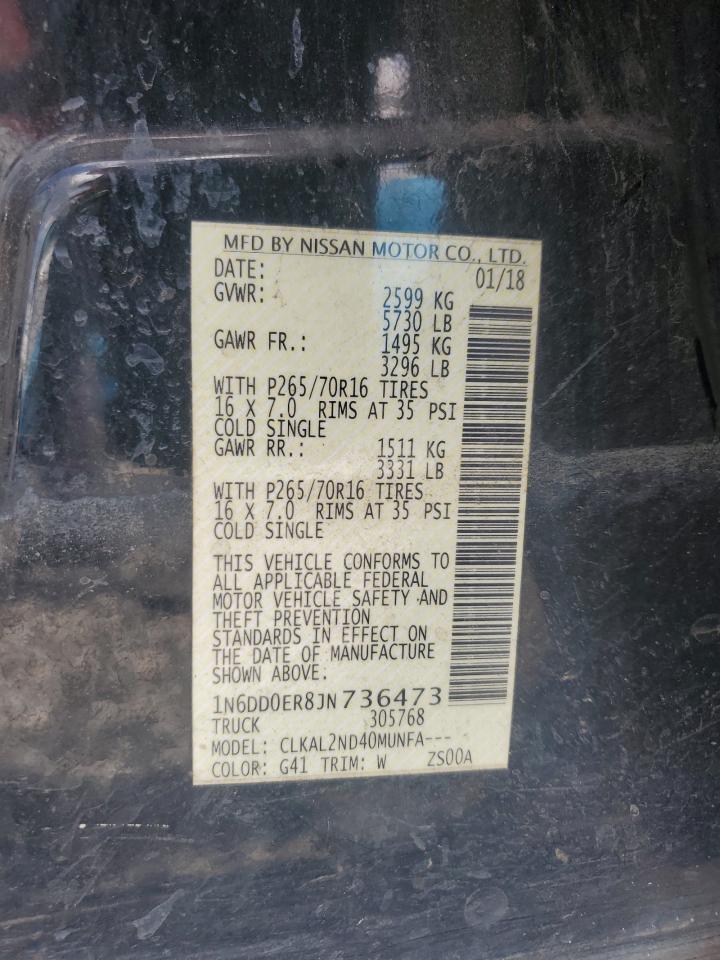 MFD BY NISSAN MOTOR CO., LTD.
DATE: 01/18
GVWR: 2599 KG
5730 LB
GAWR FR.: 1495 KG
3296 LB
WITH P265/70R16 TIRES
16 X 7.0 RIMS AT 35 PSI
COLD SINGLE
GAWR RR.: 1511 KG
3331 LB
WITH P265/70R16 TIRES
16 X 7.0 RIMS AT 35 PSI
COLD SINGLE
THIS VEHICLE CONFORMS TO
ALL APPLICABLE FEDERAL
MOTOR VEHICLE SAFETY AND
THEFT PREVENTION
STANDARDS IN EFFECT ON
THE DATE OF MANUFACTURE
SHOWN ABOVE:
1N6DD0ER8JN736473
TRUCK 305768
MODEL: CLKAL2ND40MUNFA---
COLOR: G41 TRIM: W ZS00A